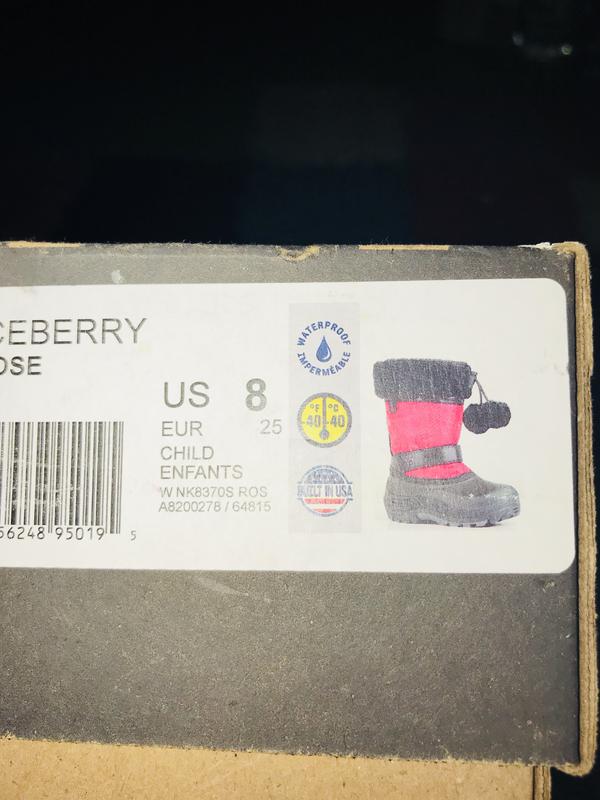 CEBERRY
OSE
US 8
EUR 25
CHILD
ENFANTS
W NK8370S ROS
A8200278 / 64815
56248 95019 5
WATERPROOF
IMPERMÉABLE
°F °C
-40 -40
BUILT IN USA